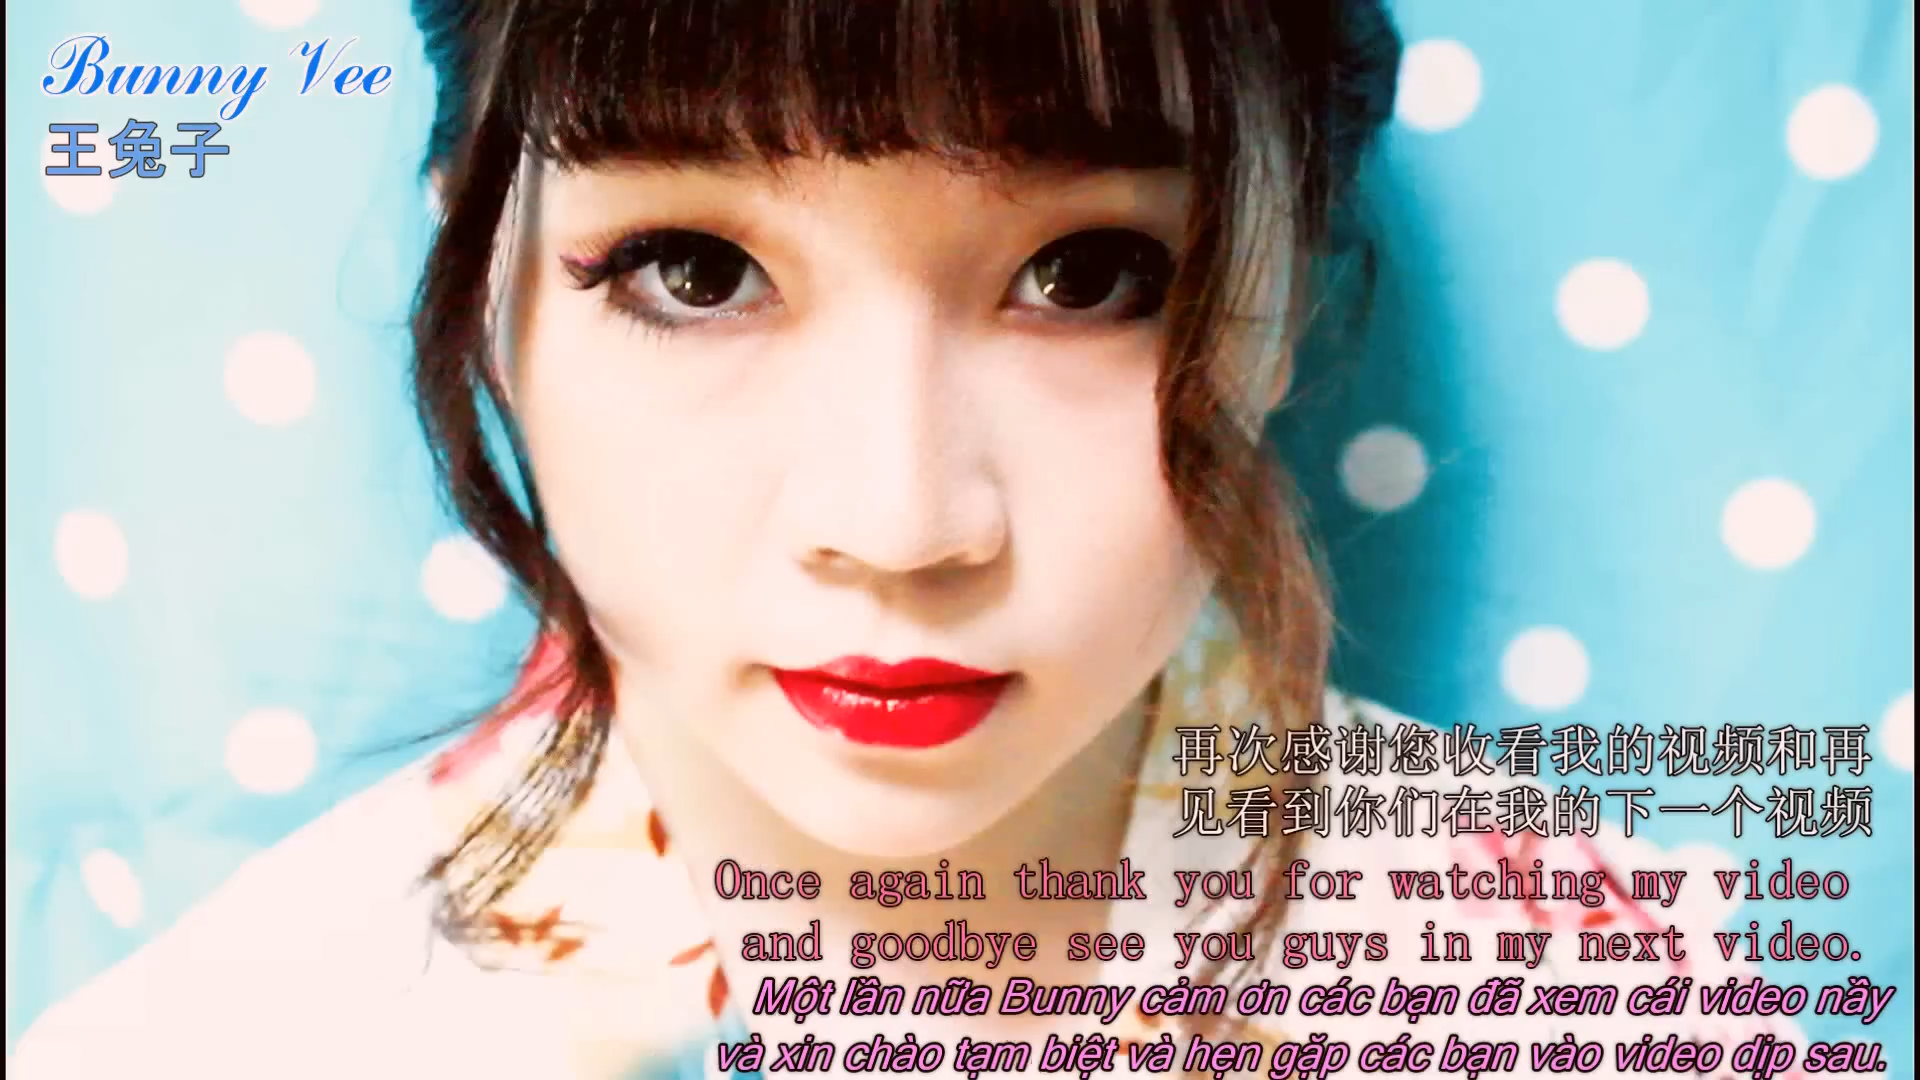 Bunny Vee
王兔子
再次感谢您收看我的视频和再
见看到你们在我的下一个视频
Once again thank you for watching my video
and goodbye see you guys in my next video.
Một lần nữa Bunny cảm ơn các bạn đã xem cái video nầy
và xin chào tạm biệt và hẹn gặp các bạn vào video dịp sau.